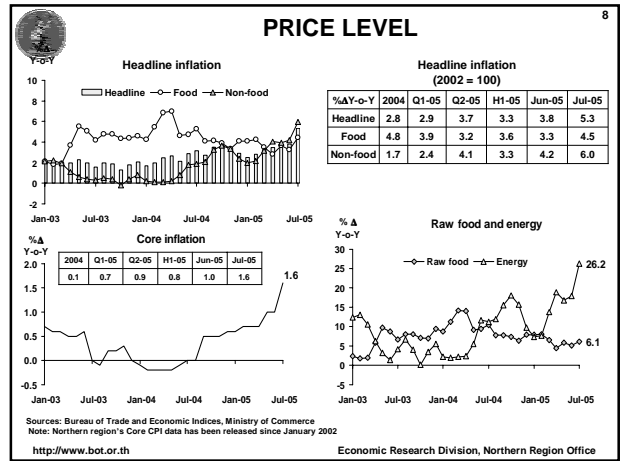 8
PRICE LEVEL
%Δ
Y-o-Y
Headline inflation
Headline Food Non-food
10
8
6
4
2
0
-2
Jan-03 Jul-03 Jan-04 Jul-04 Jan-05 Jul-05
Headline inflation
(2002 = 100)
%ΔY-o-Y 2004 Q1-05 Q2-05 H1-05 Jun-05 Jul-05
Headline 2.8 2.9 3.7 3.3 3.8 5.3
Food 4.8 3.9 3.2 3.6 3.3 4.5
Non-food 1.7 2.4 4.1 3.3 4.2 6.0
%Δ
Y-o-Y
Core inflation
2004 Q1-05 Q2-05 H1-05 Jun-05 Jul-05
0.1 0.7 0.9 0.8 1.0 1.6
1.6
2.0
1.5
1.0
0.5
0.0
-0.5
Jan-03 Jul-03 Jan-04 Jul-04 Jan-05 Jul-05
% Δ
Y-o-Y
Raw food and energy
Raw food Energy
30
25
20
15
10
5
0
-5
26.2
6.1
Jan-03 Jul-03 Jan-04 Jul-04 Jan-05 Jul-05
Sources: Bureau of Trade and Economic Indices, Ministry of Commerce
Note: Northern region's Core CPI data has been released since January 2002
http://www.bot.or.th
Economic Research Division, Northern Region Office